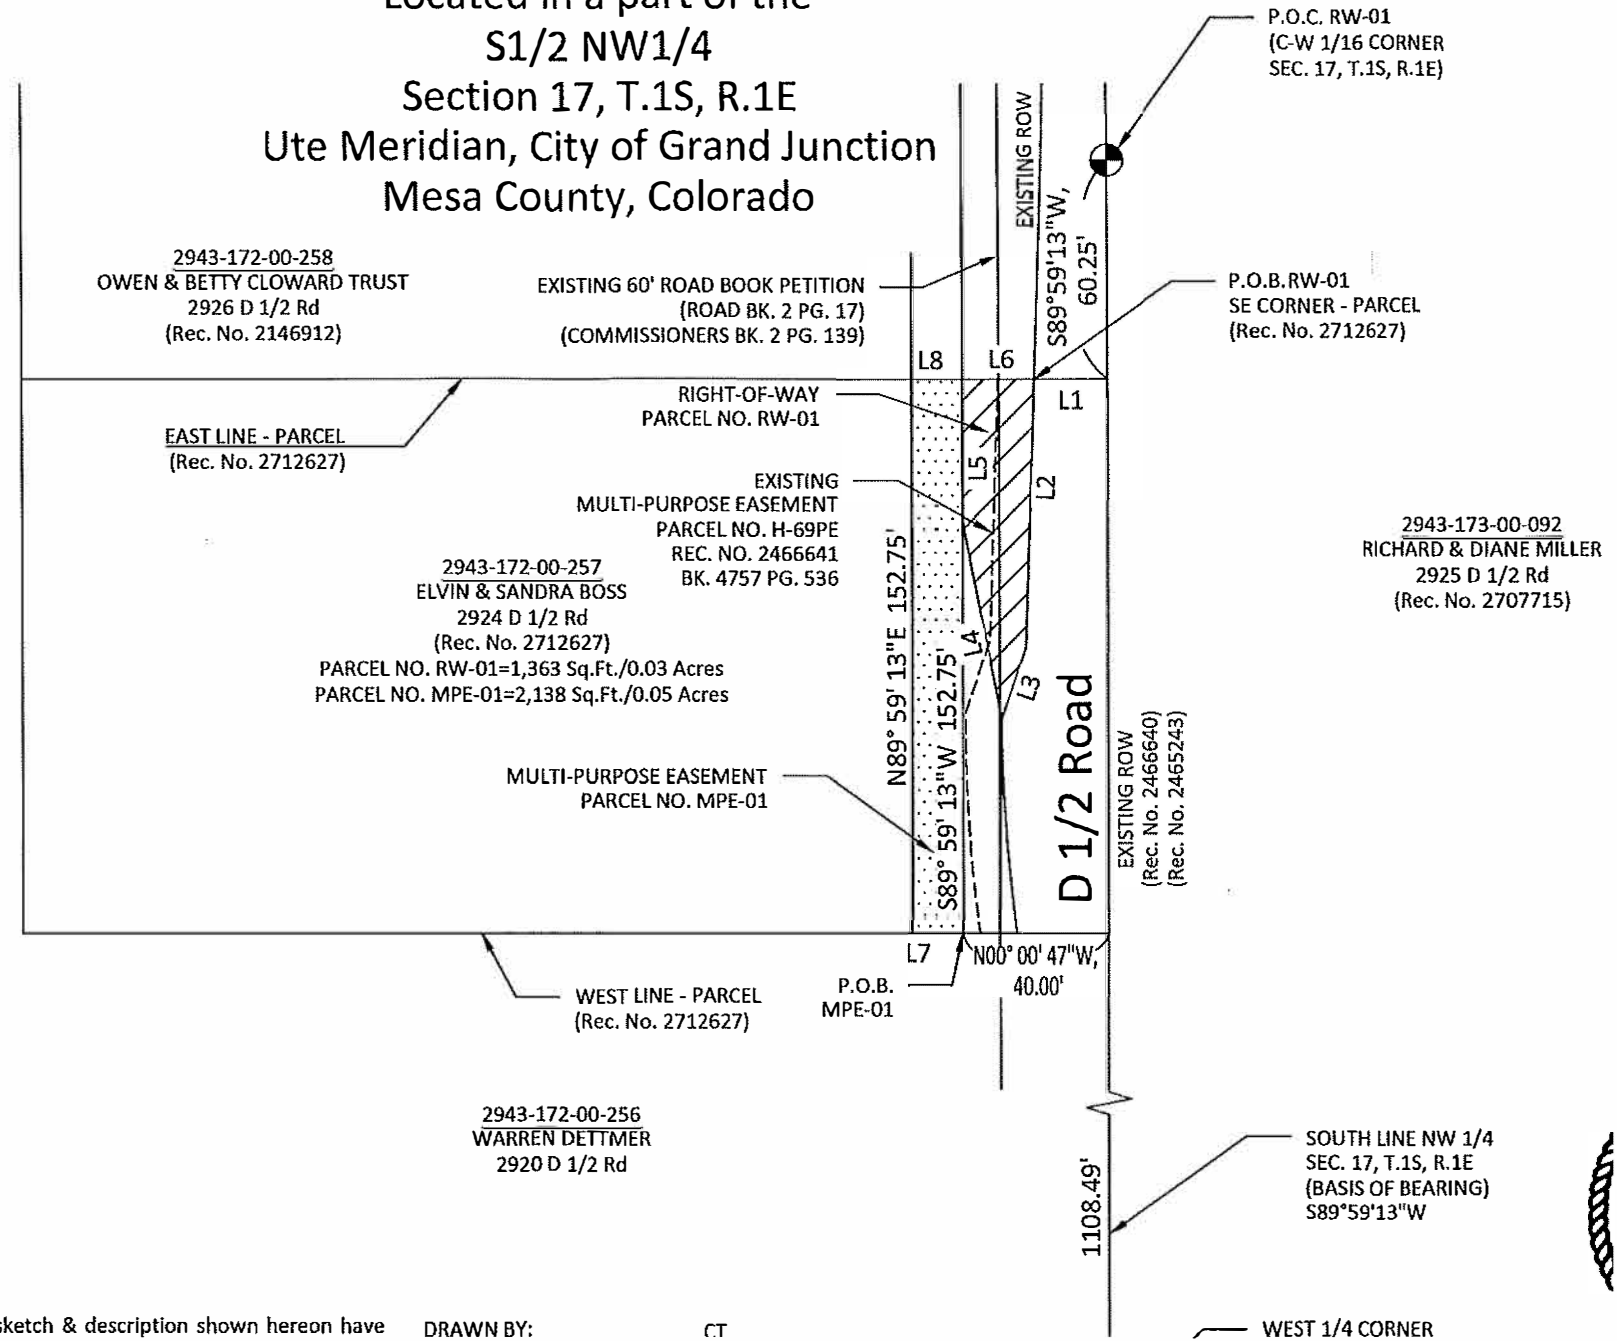 Located in a part of the
S1/2 NW1/4
Section 17, T.1S, R.1E
Ute Meridian, City of Grand Junction
Mesa County, Colorado
P.O.C. RW-01
(C-W 1/16 CORNER
SEC. 17, T.1S, R.1E)
EXISTING ROW
S89°59'13"W,
60.25'
2943-172-00-258
OWEN & BETTY CLOWARD TRUST
2926 D 1/2 Rd
(Rec. No. 2146912)
EXISTING 60' ROAD BOOK PETITION
(ROAD BK. 2 PG. 17)
(COMMISSIONERS BK. 2 PG. 139)
P.O.B.RW-01
SE CORNER - PARCEL
(Rec. No. 2712627)
L8
L6
L1
RIGHT-OF-WAY
PARCEL NO. RW-01
EAST LINE - PARCEL
(Rec. No. 2712627)
L5
L2
EXISTING
MULTI-PURPOSE EASEMENT
PARCEL NO. H-69PE
REC. NO. 2466641
BK. 4757 PG. 536
2943-173-00-092
RICHARD & DIANE MILLER
2925 D 1/2 Rd
(Rec. No. 2707715)
2943-172-00-257
ELVIN & SANDRA BOSS
2924 D 1/2 Rd
(Rec. No. 2712627)
PARCEL NO. RW-01=1,363 Sq.Ft./0.03 Acres
PARCEL NO. MPE-01=2,138 Sq.Ft./0.05 Acres
N89° 59' 13"E 152.75'
S89° 59' 13"W 152.75'
L4
L3
D 1/2 Road
EXISTING ROW
(Rec. No. 2466640)
(Rec. No. 2465243)
MULTI-PURPOSE EASEMENT
PARCEL NO. MPE-01
L7
N00° 00' 47"W,
40.00'
P.O.B.
MPE-01
WEST LINE - PARCEL
(Rec. No. 2712627)
2943-172-00-256
WARREN DETTMER
2920 D 1/2 Rd
1108.49'
SOUTH LINE NW 1/4
SEC. 17, T.1S, R.1E
(BASIS OF BEARING)
S89°59'13"W
sketch & description shown hereon have
DRAWN BY: CT
WEST 1/4 CORNER